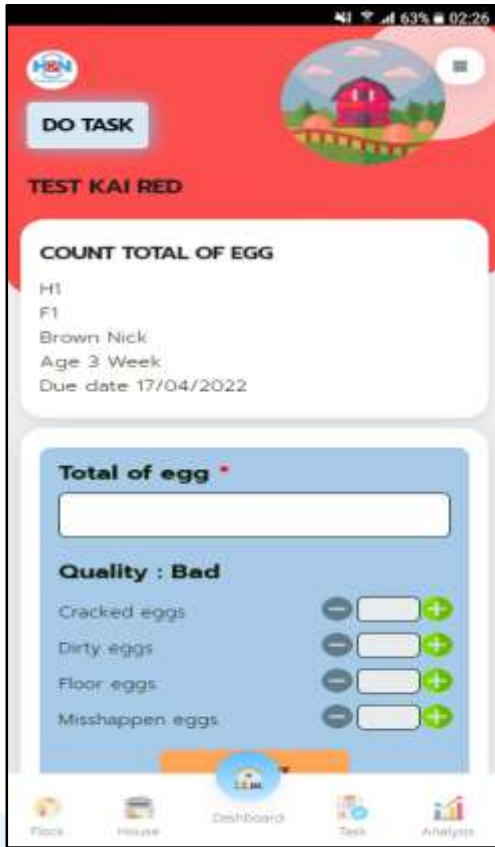 63% 02:26
H&N
DO TASK
TEST KAI RED
COUNT TOTAL OF EGG
H1
F1
Brown Nick
Age 3 Week
Due date 17/04/2022
Total of egg *
Quality : Bad
Cracked eggs
Dirty eggs
Floor eggs
Misshappen eggs
Flock House Dashboard Task Analysis